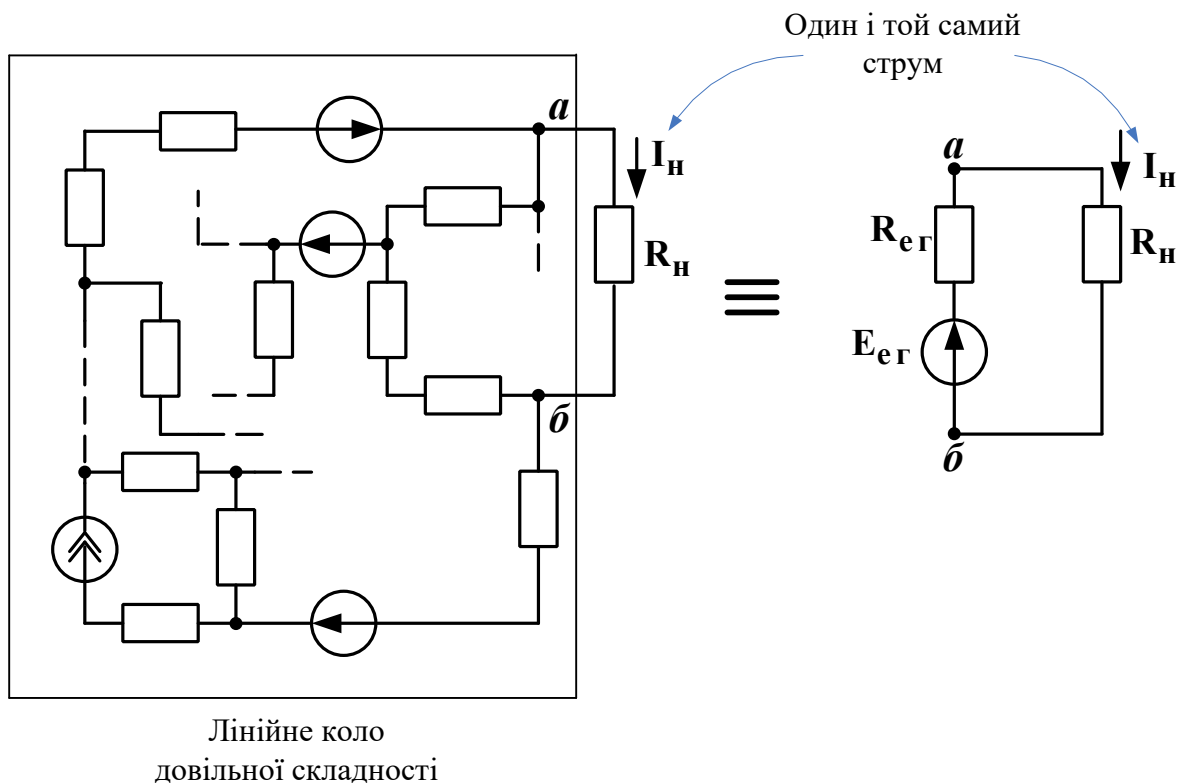 Один і той самий
струм
а
Iн
Rн
б
а
Iн
Rе г
Rн
Eе г
б
Лінійне коло
довільної складності